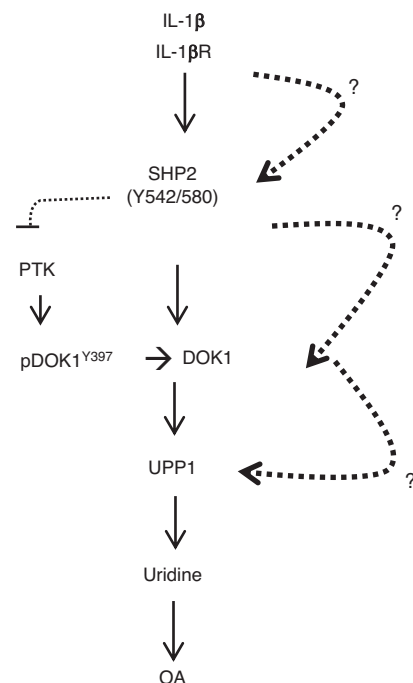 IL-1β
IL-1βR
?
SHP2
(Y542/580)
?
PTK
pDOK1Y397
DOK1
UPP1
?
Uridine
OA